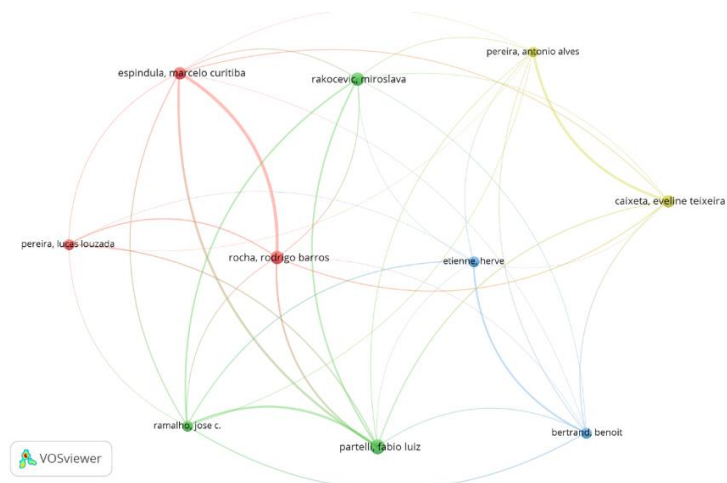 pereira, antonio alves
espindula, marcelo curitiba
rakocevic, miroslava
caixeta, eveline teixeira
pereira, lucas louzada
rocha, rodrigo barros
etienne, herve
ramalho, jose c.
bertrand, benoit
partelli, fabio luiz
VOSviewer